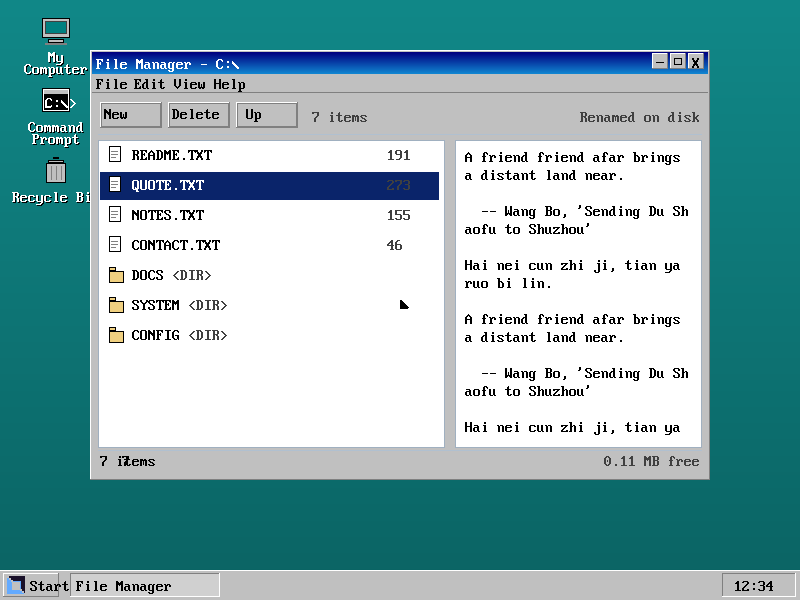 My
Computer
C:\>
Command
Prompt
Recycle Bi
File Manager - C:\
File Edit View Help
New Delete Up 7 items Renamed on disk
README.TXT 191
QUOTE.TXT 273
NOTES.TXT 155
CONTACT.TXT 46
DOCS <DIR>
SYSTEM <DIR>
CONFIG <DIR>
A friend friend afar brings
a distant land near.
-- Wang Bo, 'Sending Du Sh
aofu to Shuzhou'
Hai nei cun zhi ji, tian ya
ruo bi lin.
A friend friend afar brings
a distant land near.
-- Wang Bo, 'Sending Du Sh
aofu to Shuzhou'
Hai nei cun zhi ji, tian ya
7 items 0.11 MB free
Start File Manager 12:34